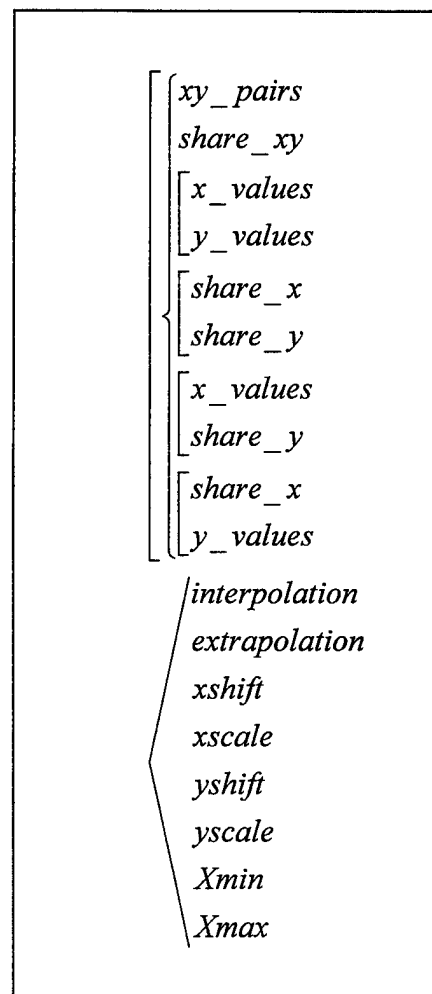 xy_pairs
share_xy
x_values
y_values
share_x
share_y
x_values
share_y
share_x
y_values
interpolation
extrapolation
xshift
xscale
yshift
yscale
Xmin
Xmax